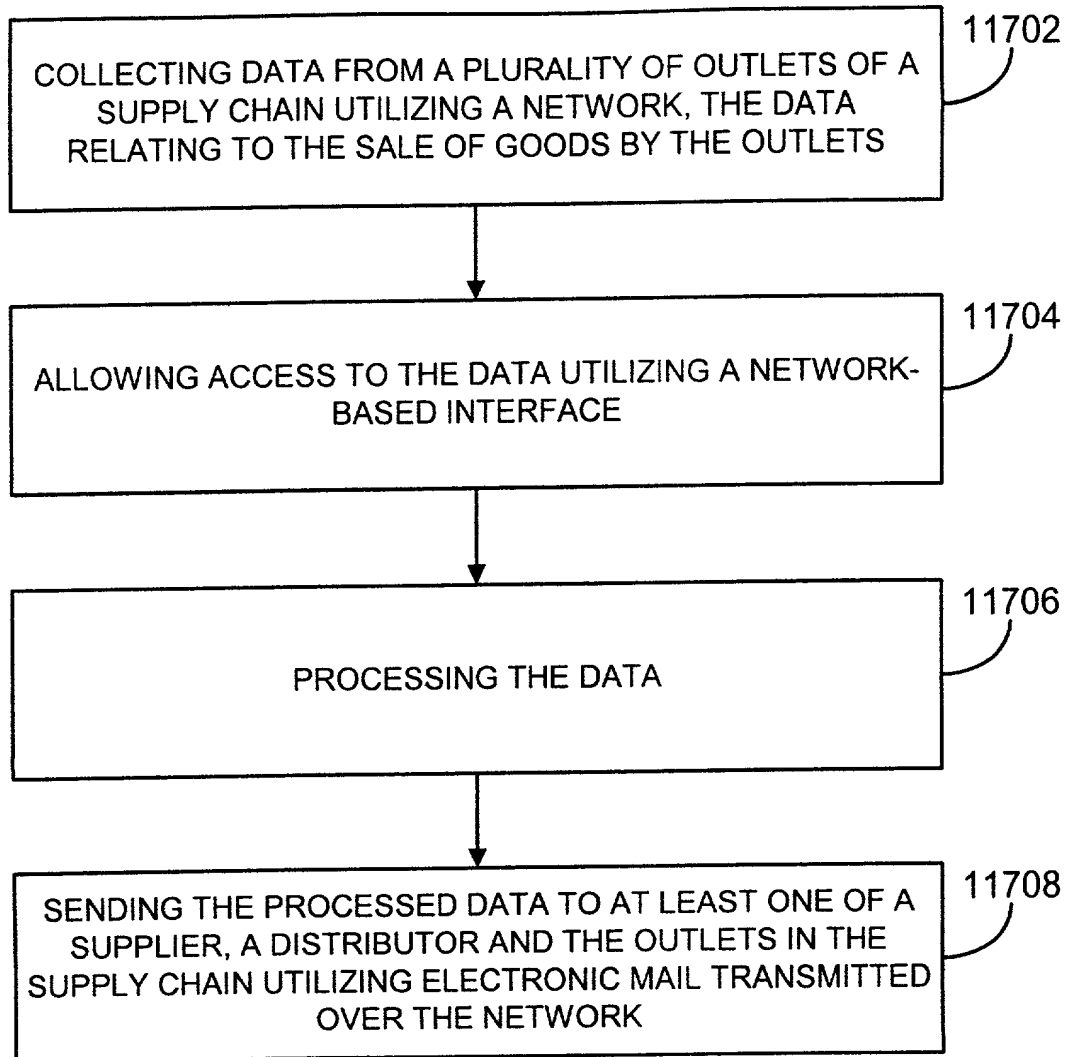 11702
COLLECTING DATA FROM A PLURALITY OF OUTLETS OF A
SUPPLY CHAIN UTILIZING A NETWORK, THE DATA
RELATING TO THE SALE OF GOODS BY THE OUTLETS
11704
ALLOWING ACCESS TO THE DATA UTILIZING A NETWORK-
BASED INTERFACE
11706
PROCESSING THE DATA
11708
SENDING THE PROCESSED DATA TO AT LEAST ONE OF A
SUPPLIER, A DISTRIBUTOR AND THE OUTLETS IN THE
SUPPLY CHAIN UTILIZING ELECTRONIC MAIL TRANSMITTED
OVER THE NETWORK